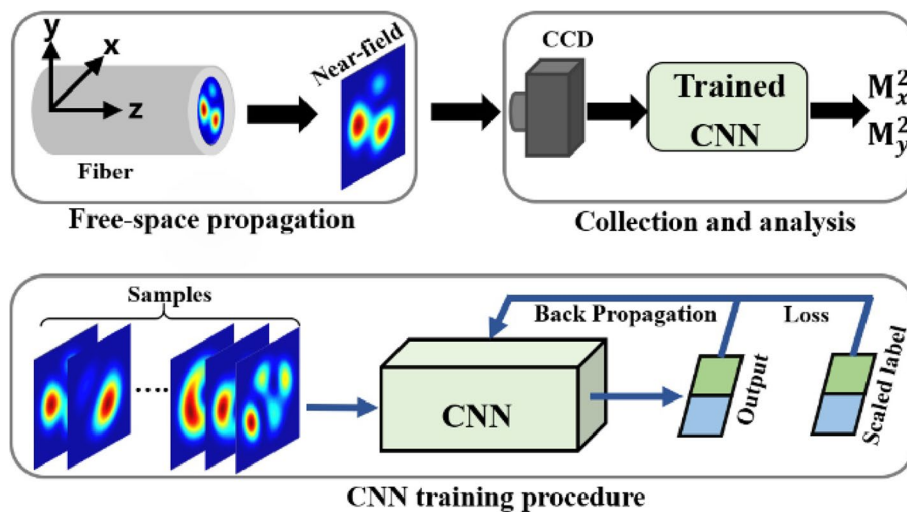 y
x
z
Fiber
Near-field
Free-space propagation
CCD
Trained
CNN
M²ₓ
M²ᵧ
Collection and analysis
Samples
.....
CNN
Back Propagation
Loss
Output
Scaled label
CNN training procedure